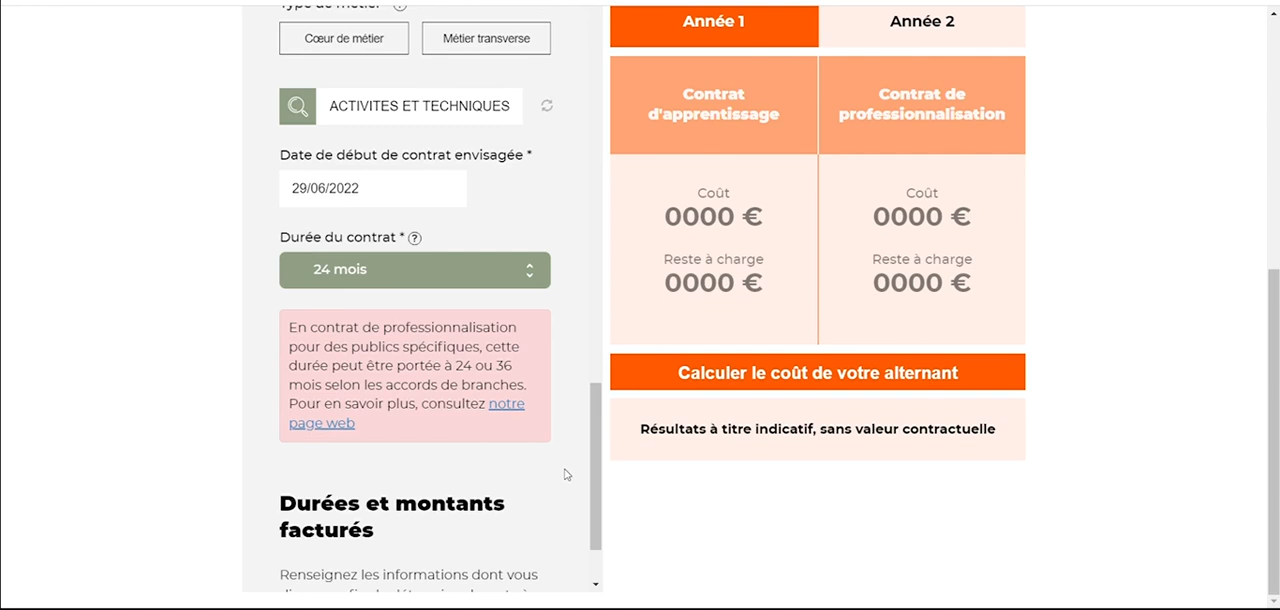 Type de métier ?
Cœur de métier
Métier transverse
ACTIVITES ET TECHNIQUES
Date de début de contrat envisagée *
29/06/2022
Durée du contrat * ?
24 mois
En contrat de professionnalisation
pour des publics spécifiques, cette
durée peut être portée à 24 ou 36
mois selon les accords de branches.
Pour en savoir plus, consultez notre
page web
Durées et montants
facturés
Renseignez les informations dont vous
Année 1
Année 2
Contrat
d'apprentissage
Contrat de
professionnalisation
Coût
0000 €
Reste à charge
0000 €
Coût
0000 €
Reste à charge
0000 €
Calculer le coût de votre alternant
Résultats à titre indicatif, sans valeur contractuelle